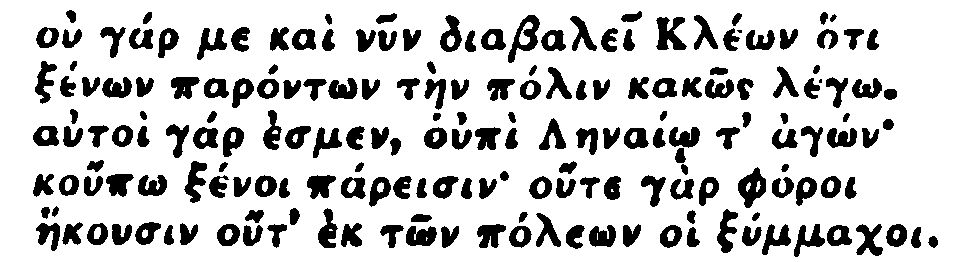 οὐ γάρ με καὶ νῦν διαβαλεῖ Κλέων ὅτι
ξένων παρόντων τὴν πόλιν κακῶς λέγω.
αὐτοὶ γάρ ἐσμεν, οὑπὶ Ληναίῳ τ’ ἀγών·
κοὔπω ξένοι πάρεισιν· οὔτε γὰρ φόροι
ἥκουσιν οὔτ’ ἐκ τῶν πόλεων οἱ ξύμμαχοι.